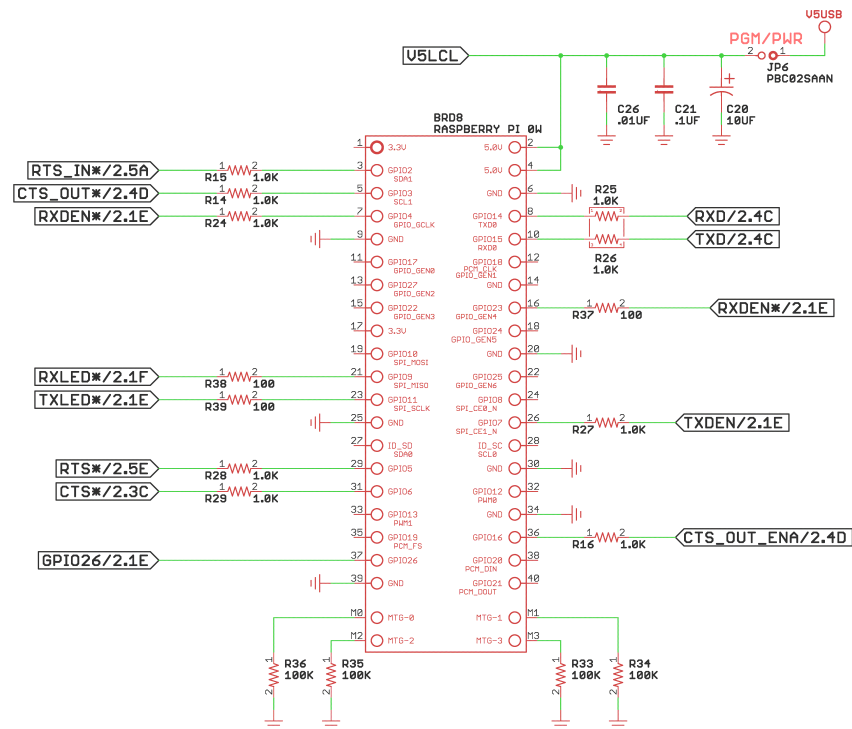 V5USB
PGM/PWR
V5LCL
2 1
JP6
PBC02SAAN
C26
.01UF
C21
.1UF
C20
10UF
+
BRD8
RASPBERRY PI 0W
1 3.3V 5.0V 2
RTS_IN*/2.5A 1 2 R15 1.0K 3 GPIO2 SDA1 5.0V 4
CTS_OUT*/2.4D 1 2 R14 1.0K 5 GPIO3 SCL1 GND 6
RXDEN*/2.1E 1 2 R24 1.0K 7 GPIO4 GPIO_GCLK GPIO14 TXD0 8 R25 1.0K RXD/2.4C
9 GND GPIO15 RXD0 10 R26 1.0K TXD/2.4C
11 GPIO17 GPIO_GEN0 GPIO18 PCM_CLK GPIO_GEN1 12
13 GPIO27 GPIO_GEN2 GND 14
15 GPIO22 GPIO_GEN3 GPIO23 GPIO_GEN4 16 1 2 R37 100 RXDEN*/2.1E
17 3.3V GPIO24 GPIO_GEN5 18
19 GPIO10 SPI_MOSI GND 20
RXLED*/2.1F 1 2 R38 100 21 GPIO9 SPI_MISO GPIO25 GPIO_GEN6 22
TXLED*/2.1E 1 2 R39 100 23 GPIO11 SPI_SCLK GPIO8 SPI_CE0_N 24
25 GND GPIO7 SPI_CE1_N 26 1 2 R27 1.0K TXDEN/2.1E
27 ID_SD SDA0 ID_SC SCL0 28
RTS*/2.5E 1 2 R28 1.0K 29 GPIO5 GND 30
CTS*/2.3C 1 2 R29 1.0K 31 GPIO6 GPIO12 PWM0 32
33 GPIO13 PWM1 GND 34
35 GPIO19 PCM_FS GPIO16 36 1 2 R16 1.0K CTS_OUT_ENA/2.4D
GPIO26/2.1E 37 GPIO26 GPIO20 PCM_DIN 38
39 GND GPIO21 PCM_DOUT 40
M0 MTG-0 MTG-1 M1
M2 MTG-2 MTG-3 M3
1 2 R36 100K
1 2 R35 100K
1 2 R33 100K
1 2 R34 100K